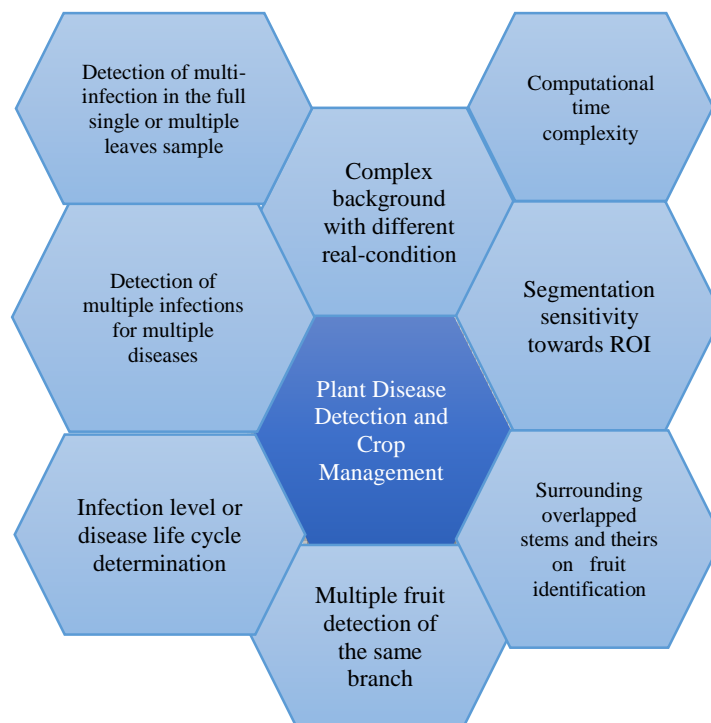 Detection of multi-
infection in the full
single or multiple
leaves sample
Computational
time
complexity
Complex
background
with different
real-condition
Detection of
multiple infections
for multiple
diseases
Segmentation
sensitivity
towards ROI
Plant Disease
Detection and
Crop
Management
Infection level or
disease life cycle
determination
Surrounding
overlapped
stems and theirs
on fruit
identification
Multiple fruit
detection of
the same
branch